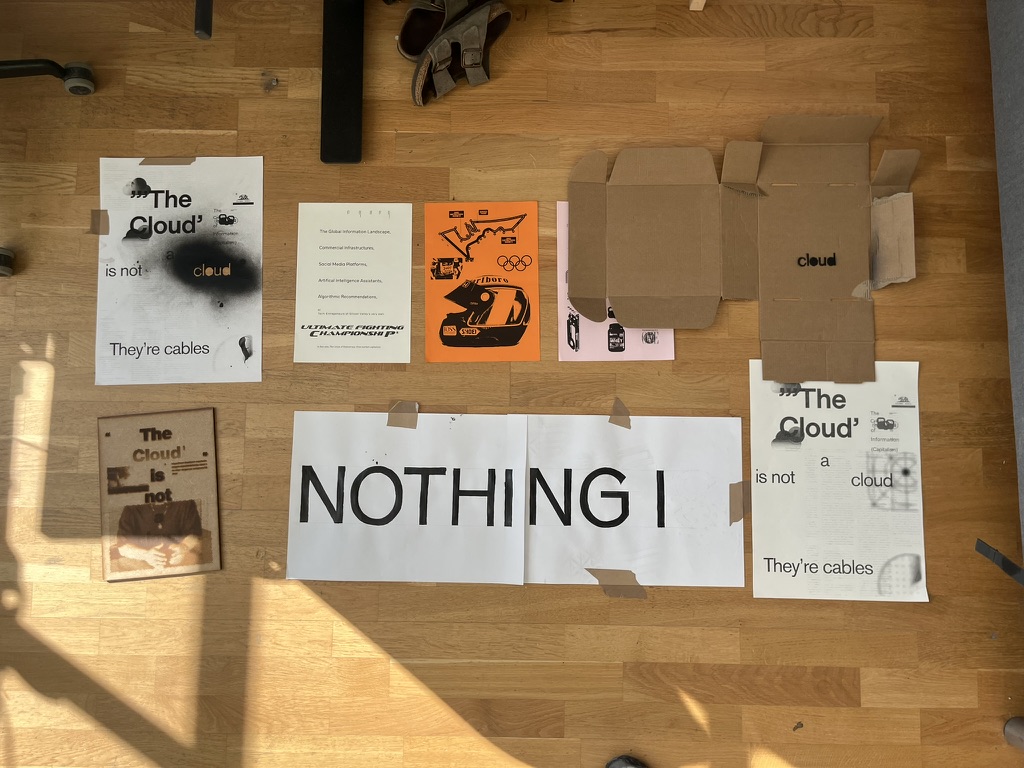 ’’’The
Cloud’
is not
a
cloud
They’re cables
The Global Information Landscape,
Commercial Infrastructures,
Social Media Platforms,
Artificial Intelligence Assistants,
Algorithmic Recommendations,
ULTIMATE FIGHTING
CHAMPIONSHIP
Marlboro
cloud
The
Cloud’
is
not
NOTHING I
’’’The
Cloud’
The
Information
(Capitalism)
a
is not
cloud
They’re cables